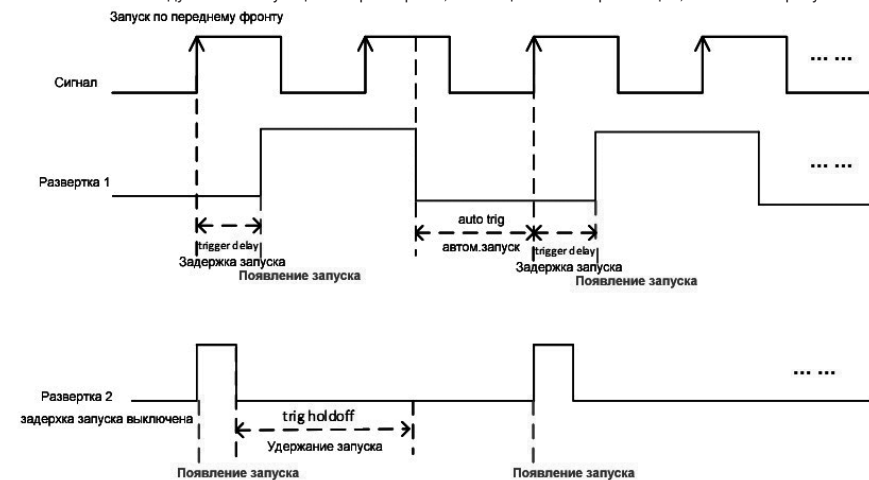 Запуск по переднему фронту
... ...
Сигнал
... ...
Развертка 1
auto trig
trigger delay
автом.запуск
trigger delay
Задержка запуска
Задержка запуска
Появление запуска
Появление запуска
... ...
Развертка 2
trig holdoff
задержка запуска выключена
Удержание запуска
Появление запуска
Появление запуска